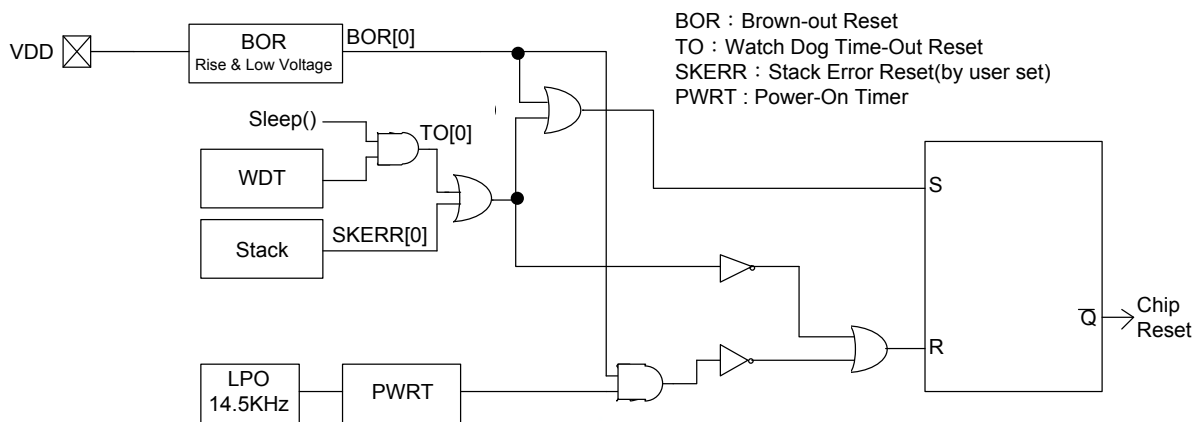 BOR：Brown-out Reset
TO：Watch Dog Time-Out Reset
SKERR：Stack Error Reset(by user set)
PWRT : Power-On Timer
VDD
BOR
Rise & Low Voltage
BOR[0]
Sleep()
TO[0]
WDT
Stack
SKERR[0]
LPO
14.5KHz
PWRT
S
R
Q
Chip
Reset